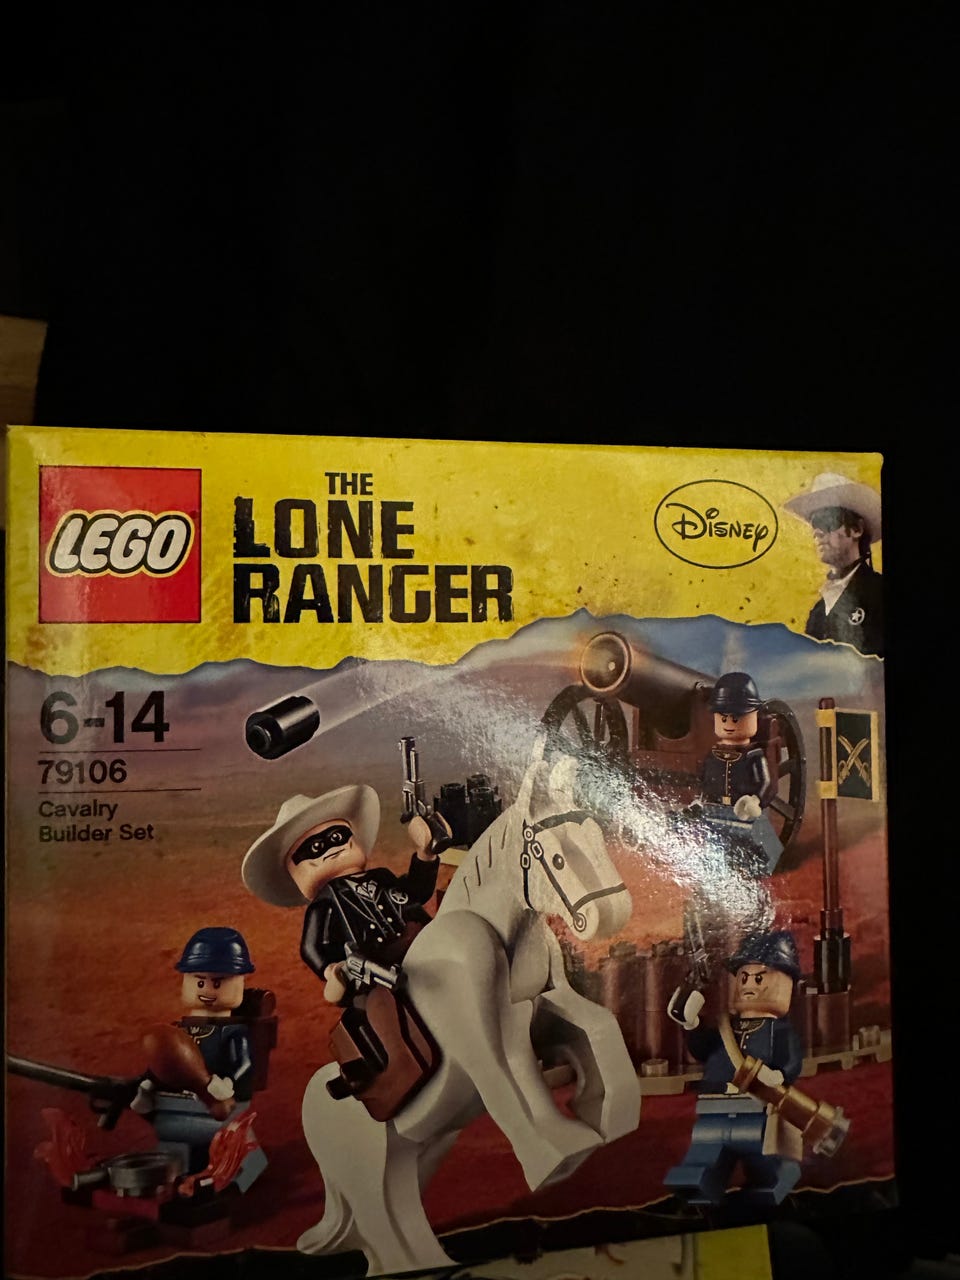 LEGO
THE
LONE
RANGER
Disney
6-14
79106
Cavalry
Builder Set